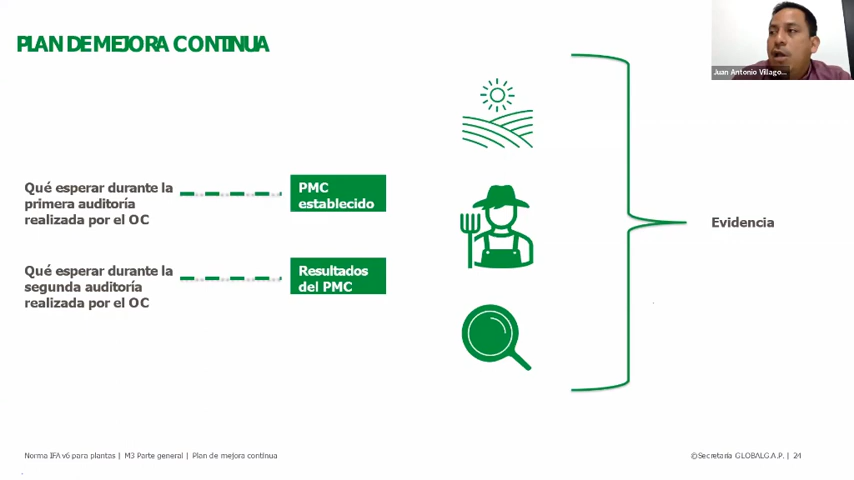 PLAN DE MEJORA CONTINUA
Juan Antonio Villago...
Qué esperar durante la
primera auditoría
realizada por el OC
PMC
establecido
Evidencia
Qué esperar durante la
segunda auditoría
realizada por el OC
Resultados
del PMC
Norma IFA v6 para plantas | M3 Parte general | Plan de mejora continua
©Secretaría GLOBALG.A.P. | 24